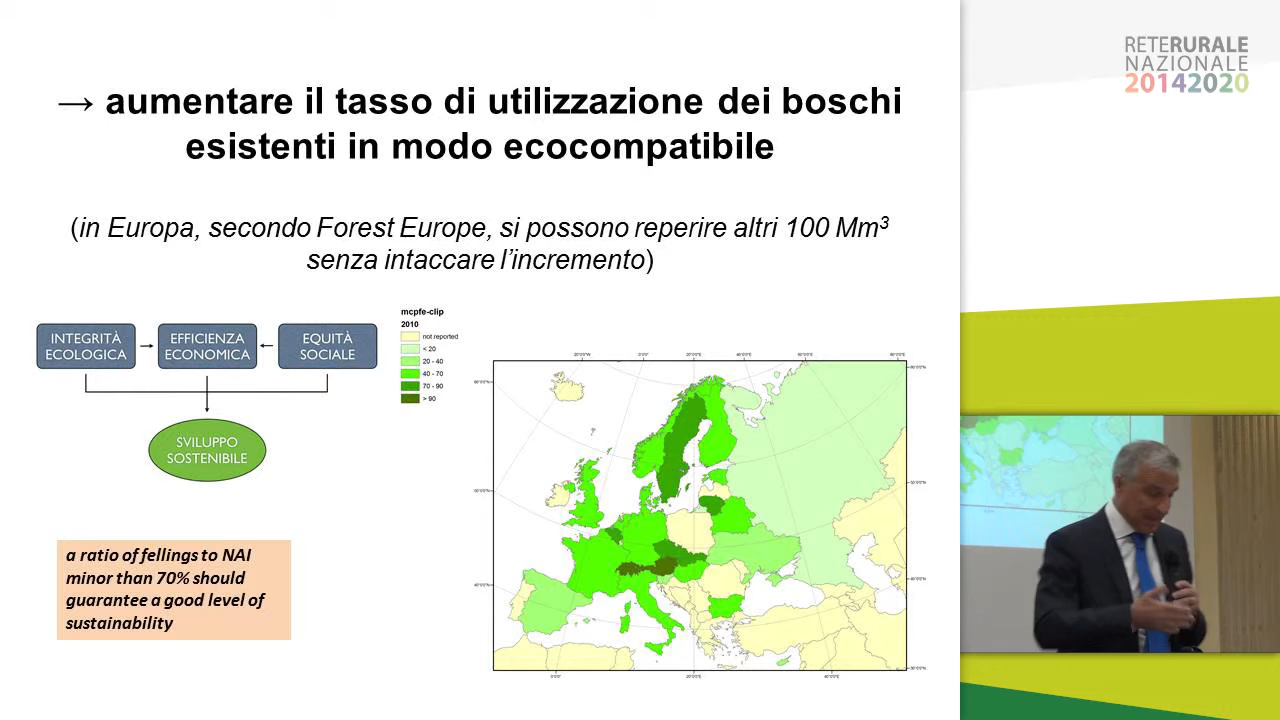 → aumentare il tasso di utilizzazione dei boschi
esistenti in modo ecocompatibile
(in Europa, secondo Forest Europe, si possono reperire altri 100 Mm³
senza intaccare l’incremento)
INTEGRITÀ
ECOLOGICA
EFFICIENZA
ECONOMICA
EQUITÀ
SOCIALE
SVILUPPO
SOSTENIBILE
a ratio of fellings to NAI
minor than 70% should
guarantee a good level of
sustainability
mcpfe-clip
2010
not reported
< 20
20 - 40
40 - 70
70 - 90
> 90
RETERURALE
NAZIONALE
20142020